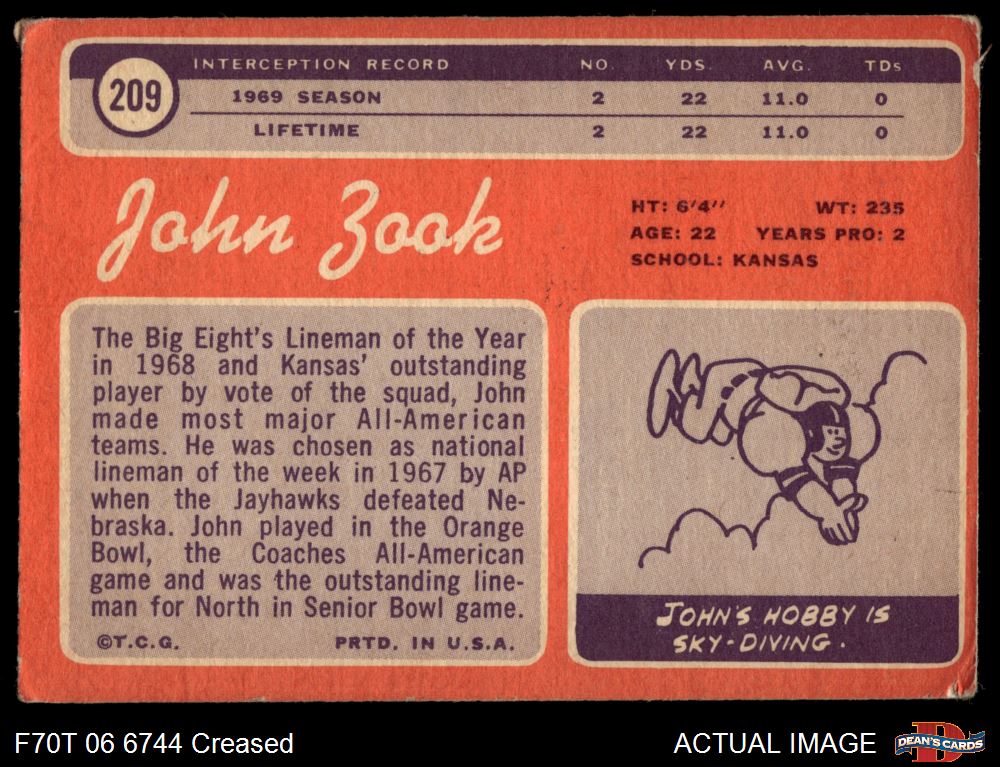 INTERCEPTION RECORD NO. YDS. AVG. TDs
209
1969 SEASON 2 22 11.0 0
LIFETIME 2 22 11.0 0
John Zook
HT: 6'4" WT: 235
AGE: 22 YEARS PRO: 2
SCHOOL: KANSAS
The Big Eight's Lineman of the Year
in 1968 and Kansas' outstanding
player by vote of the squad, John
made most major All-American
teams. He was chosen as national
lineman of the week in 1967 by AP
when the Jayhawks defeated Ne-
braska. John played in the Orange
Bowl, the Coaches All-American
game and was the outstanding line-
man for North in Senior Bowl game.
©T.C.G. PRTD. IN U.S.A.
JOHN'S HOBBY IS
SKY-DIVING.
F70T 06 6744 Creased
ACTUAL IMAGE
D
DEAN'S CARDS